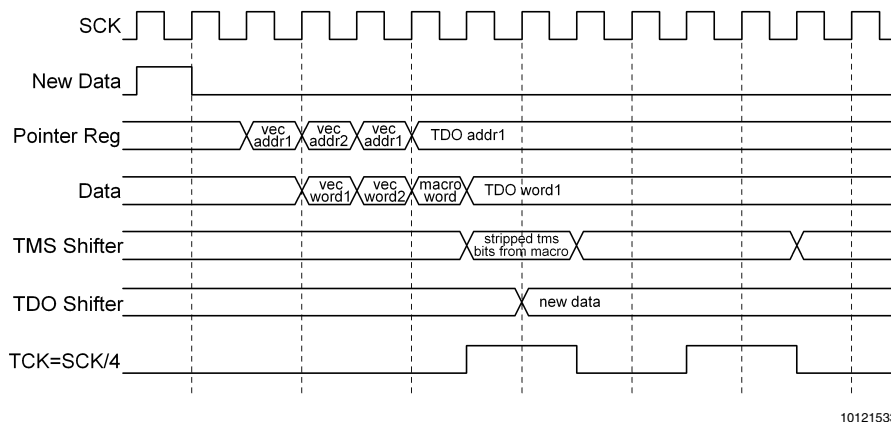 SCK
New Data
Pointer Reg
vec
addr1
vec
addr2
vec
addr1
TDO addr1
Data
vec
word1
vec
word2
macro
word
TDO word1
TMS Shifter
stripped tms
bits from macro
TDO Shifter
new data
TCK=SCK/4
10121533